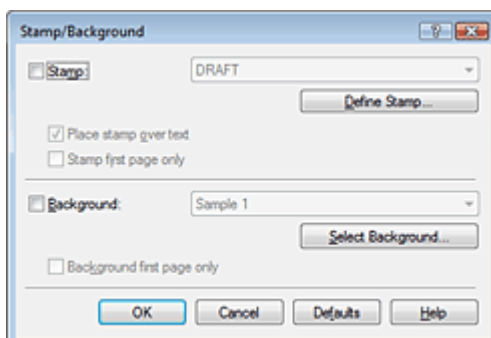 Stamp/Background
Stamp: DRAFT
Define Stamp...
Place stamp over text
Stamp first page only
Background: Sample 1
Select Background...
Background first page only
OK Cancel Defaults Help